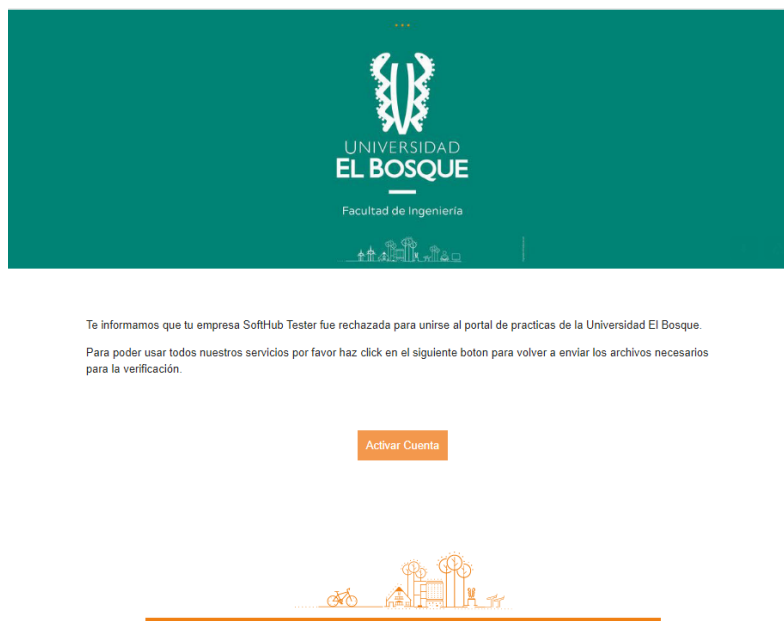 UNIVERSIDAD
EL BOSQUE
Facultad de Ingeniería
Te informamos que tu empresa SoftHub Tester fue rechazada para unirse al portal de practicas de la Universidad El Bosque.
Para poder usar todos nuestros servicios por favor haz click en el siguiente boton para volver a enviar los archivos necesarios
para la verificación.
Activar Cuenta